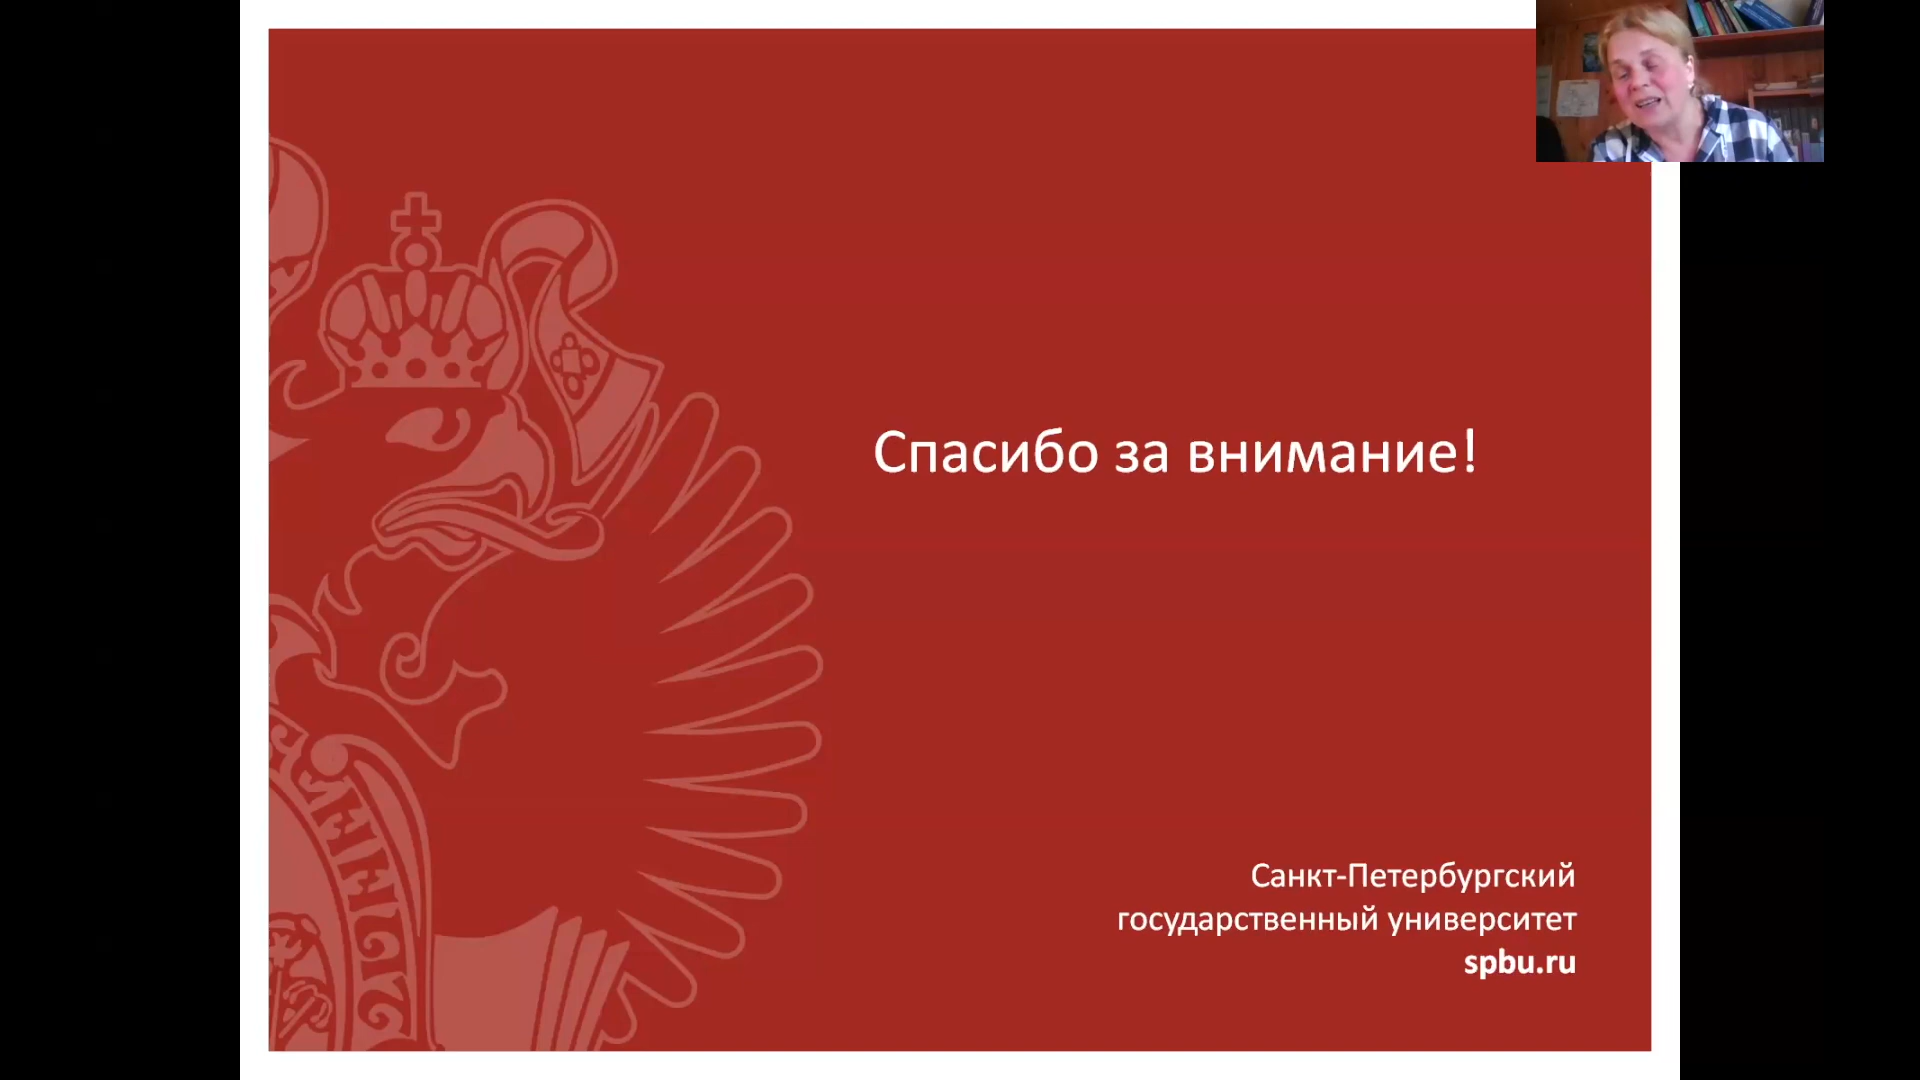 Спасибо за внимание!
Санкт-Петербургский
государственный университет
spbu.ru